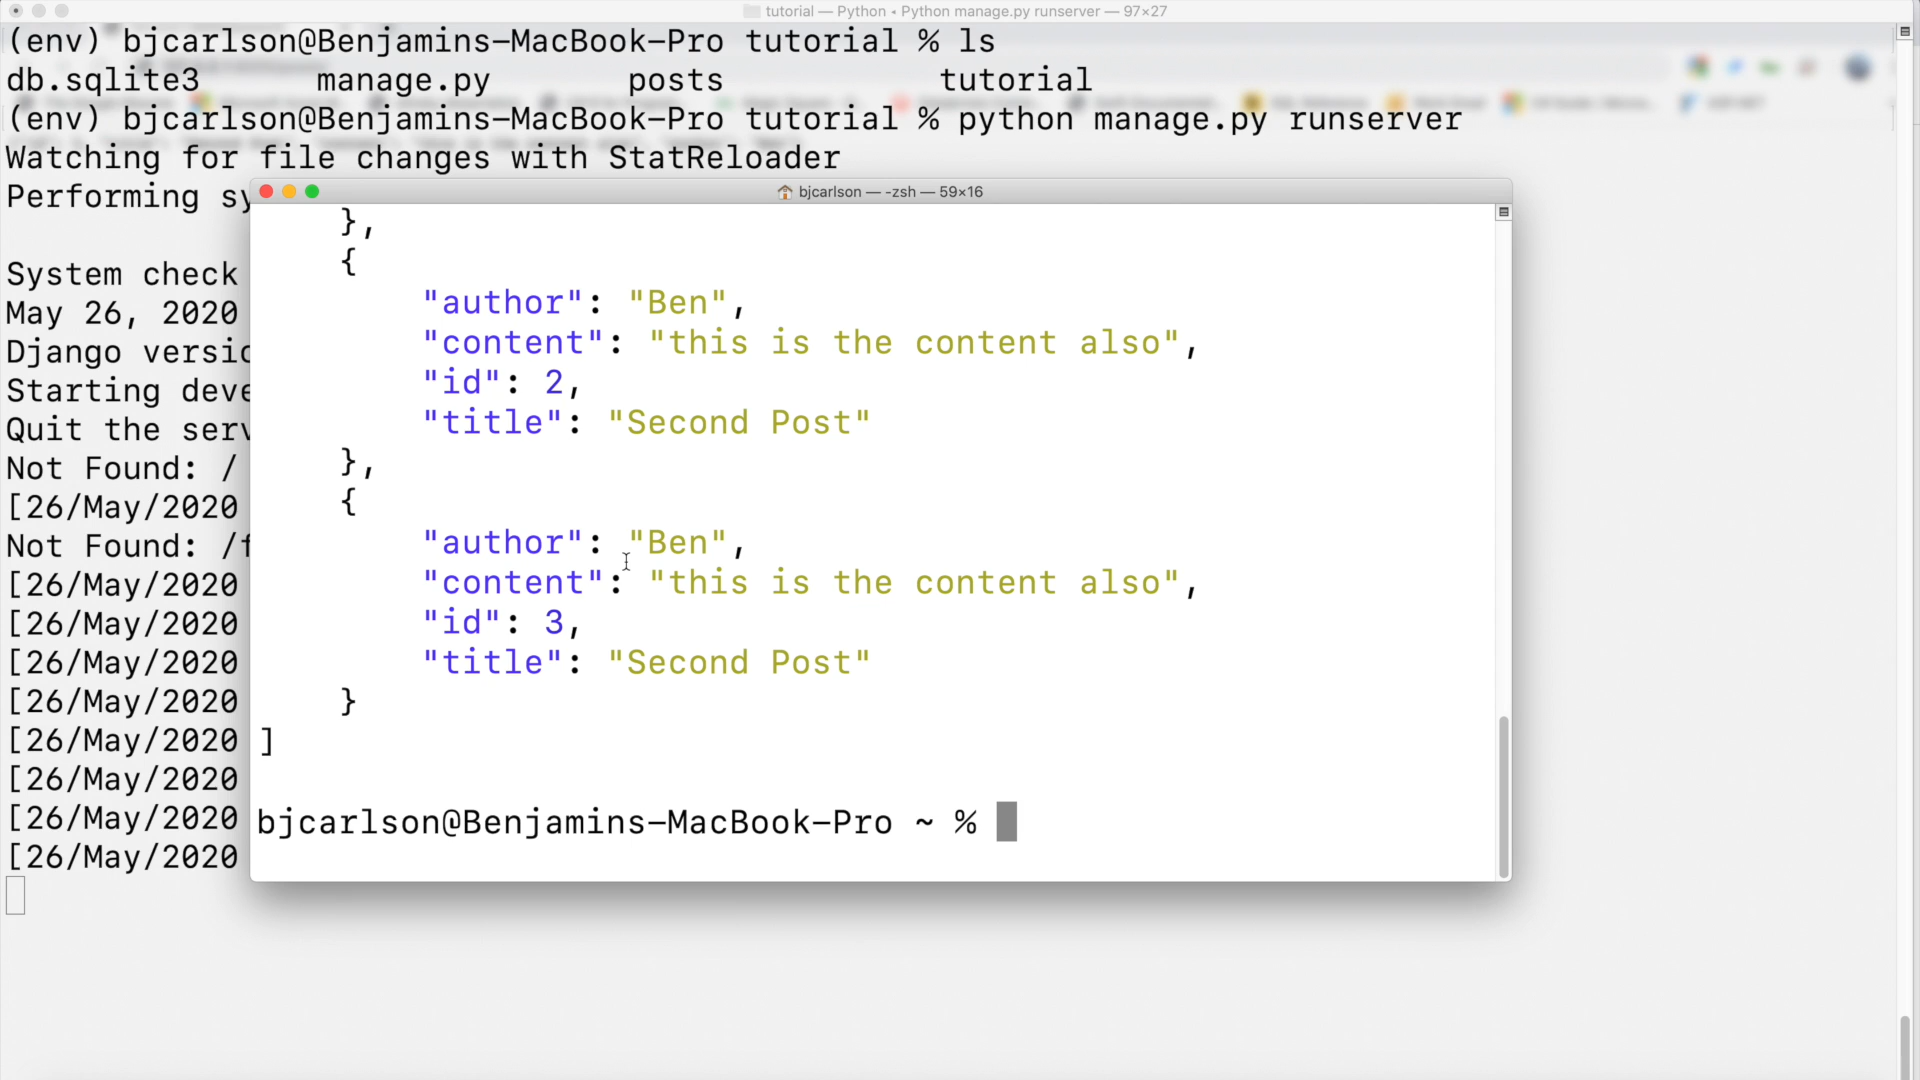 tutorial — Python ◂ Python manage.py runserver — 97×27
(env) bjcarlson@Benjamins-MacBook-Pro tutorial % ls
db.sqlite3 manage.py posts tutorial
(env) bjcarlson@Benjamins-MacBook-Pro tutorial % python manage.py runserver
Watching for file changes with StatReloader
Performing sy
System check
May 26, 2020
Django versio
Starting deve
Quit the serv
Not Found: /
[26/May/2020
Not Found: /f
[26/May/2020
[26/May/2020
[26/May/2020
[26/May/2020
[26/May/2020
[26/May/2020
[26/May/2020
[26/May/2020
bjcarlson — -zsh — 59×16
},
{
"author": "Ben",
"content": "this is the content also",
"id": 2,
"title": "Second Post"
},
{
"author": "Ben",
"content": "this is the content also",
"id": 3,
"title": "Second Post"
}
]
bjcarlson@Benjamins-MacBook-Pro ~ %